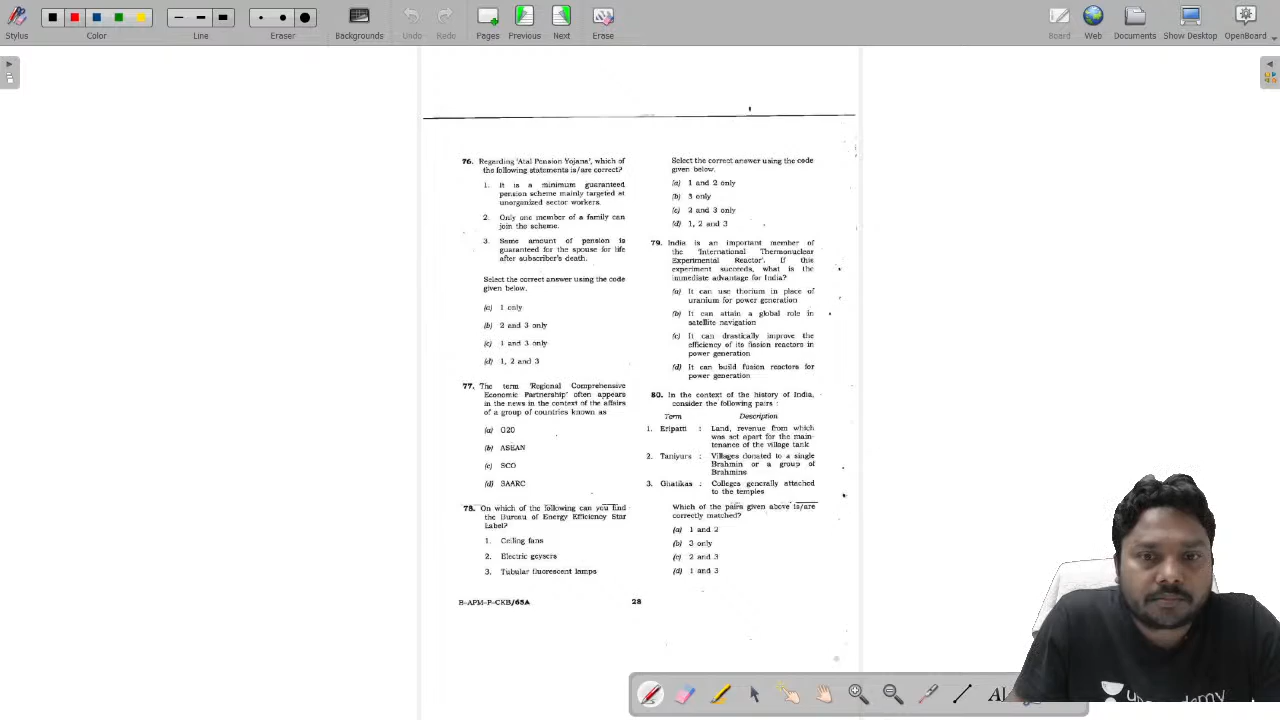 Stylus
Color
Line
Eraser
Backgrounds
Undo
Redo
Pages
Previous
Next
Erase
Board
Web
Documents
Show Desktop
OpenBoard
76. Regarding 'Atal Pension Yojana', which of
the following statements is/are correct?
1. It is a minimum guaranteed
pension scheme mainly targeted at
unorganized sector workers.
2. Only one member of a family can
join the scheme.
3. Same amount of pension is
guaranteed for the spouse for life
after subscriber's death.
Select the correct answer using the code
given below.
(a) 1 only
(b) 2 and 3 only
(c) 1 and 3 only
(d) 1, 2 and 3
77. The term 'Regional Comprehensive
Economic Partnership' often appears
in the news in the context of the affairs
of a group of countries known as
(a) G20
(b) ASEAN
(c) SCO
(d) SAARC
78. On which of the following can you find
the Bureau of Energy Efficiency Star
Label?
1. Ceiling fans
2. Electric geysers
3. Tubular fluorescent lamps
Select the correct answer using the code
given below.
(a) 1 and 2 only
(b) 3 only
(c) 2 and 3 only
(d) 1, 2 and 3
79. India is an important member of
the 'International Thermonuclear
Experimental Reactor'. If this
experiment succeeds, what is the
immediate advantage for India?
(a) It can use thorium in place of
uranium for power generation
(b) It can attain a global role in
satellite navigation
(c) It can drastically improve the
efficiency of its fission reactors in
power generation
(d) It can build fusion reactors for
power generation
80. In the context of the history of India,
consider the following pairs :
Term Description
1. Eripatti : Land, revenue from which
was set apart for the main-
tenance of the village tank
2. Taniyurs : Villages donated to a single
Brahmin or a group of
Brahmins
3. Ghatikas : Colleges generally attached
to the temples
Which of the pairs given above is/are
correctly matched?
(a) 1 and 2
(b) 3 only
(c) 2 and 3
(d) 1 and 3
B-APM-P-CKB/65A
28